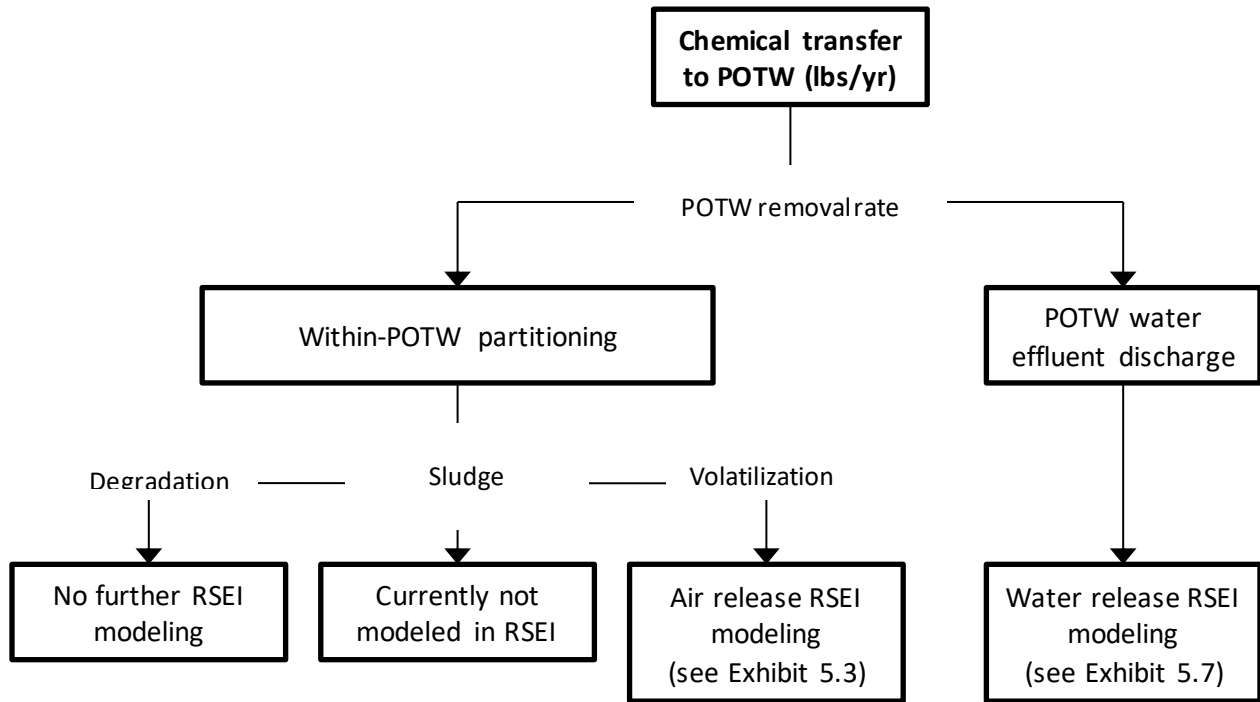 Chemical transfer
to POTW (lbs/yr)
POTW removal rate
Within-POTW partitioning
POTW water
effluent discharge
Degradation
Sludge
Volatilization
No further RSEI
modeling
Currently not
modeled in RSEI
Air release RSEI
modeling
(see Exhibit 5.3)
Water release RSEI
modeling
(see Exhibit 5.7)